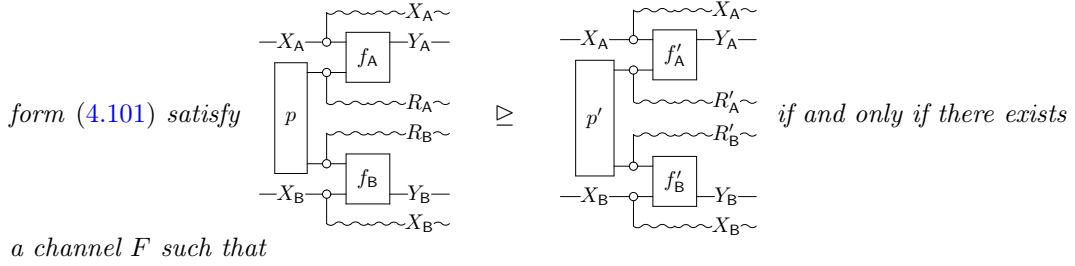 X_A X_A
X_A Y_A X_A Y_A
f_A f'_A
form (4.101) satisfy p R_A ⊵ p' R'_A if and only if there exists
R_B R'_B
f_B f'_B
X_B Y_B X_B Y_B
X_B X_B
a channel F such that